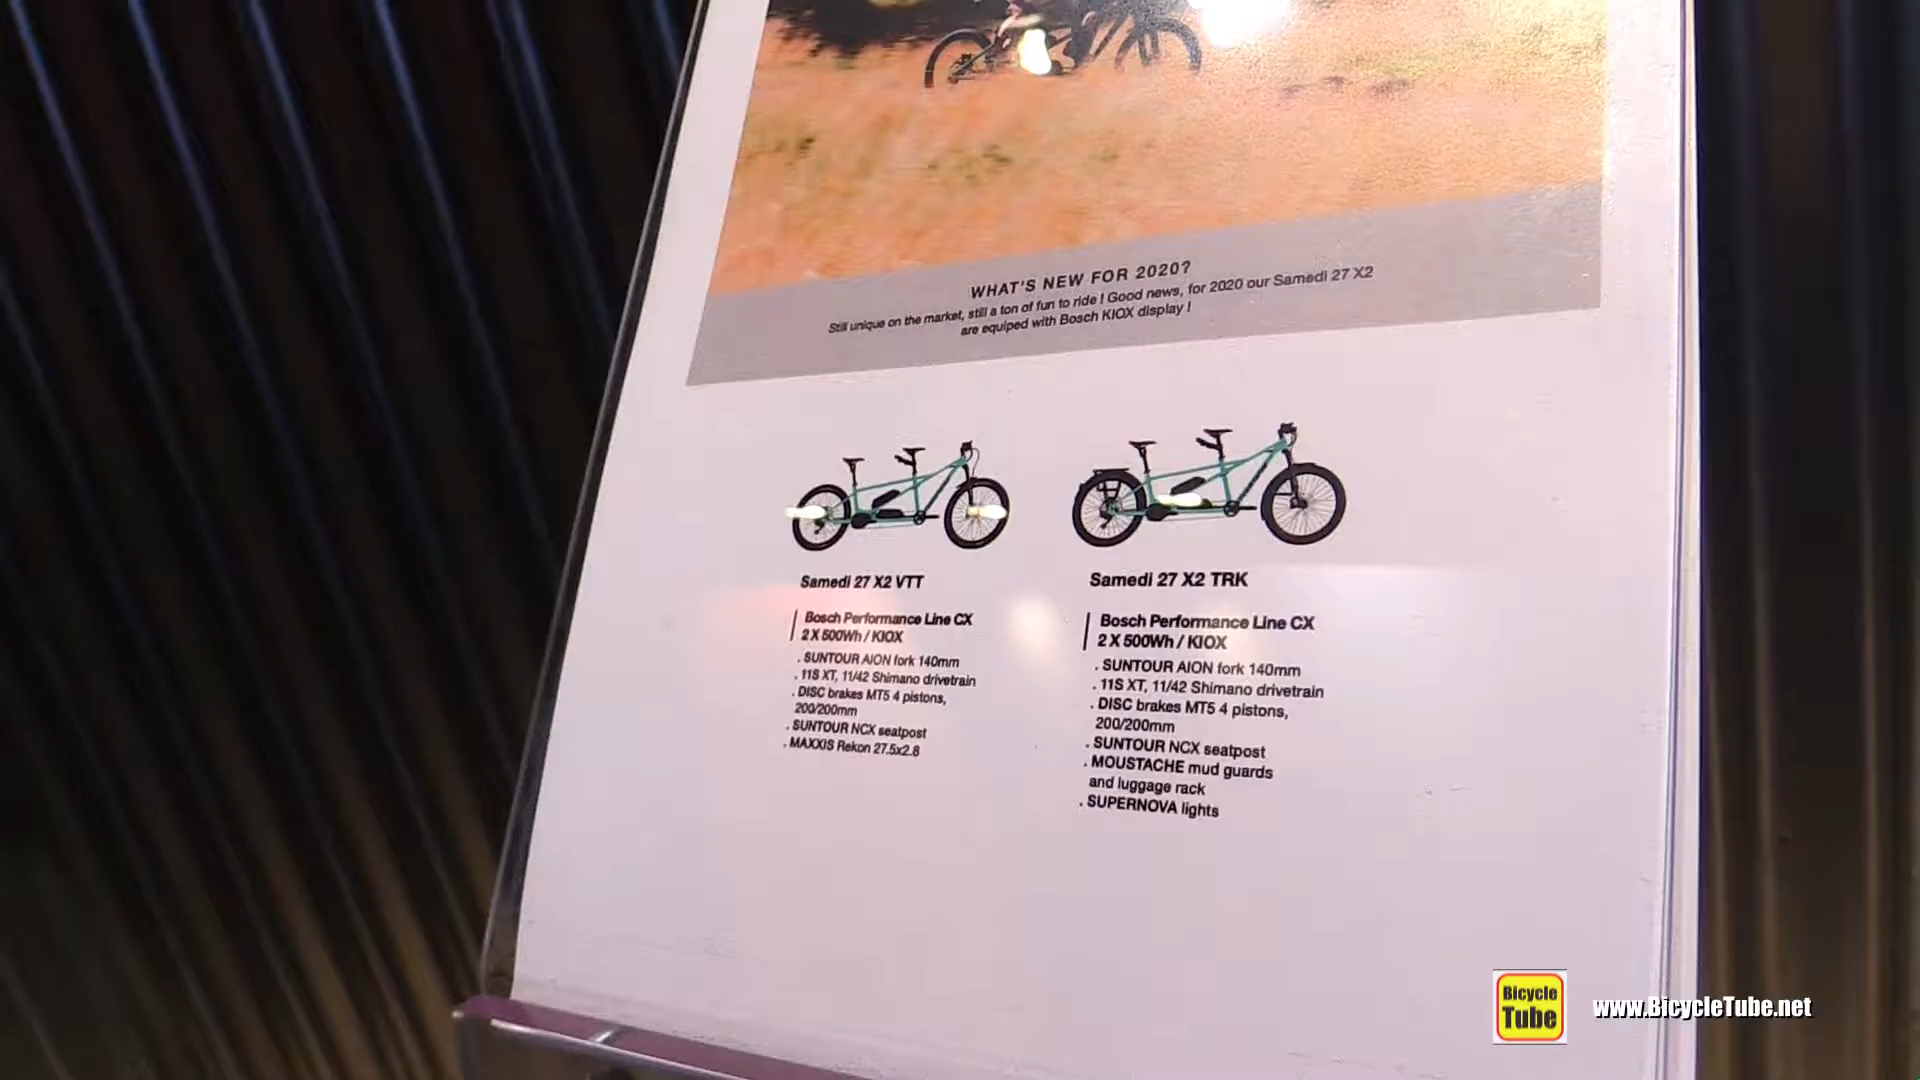 WHAT'S NEW FOR 2020?
Still unique on the market, still a ton of fun to ride ! Good news, for 2020 our Samedi 27 X2
are equiped with Bosch KIOX display !
Samedi 27 X2 VTT
Bosch Performance Line CX
2 X 500Wh / KIOX
. SUNTOUR AION fork 140mm
. 11S XT, 11/42 Shimano drivetrain
. DISC brakes MT5 4 pistons,
200/200mm
. SUNTOUR NCX seatpost
. MAXXIS Rekon 27.5x2.8
Samedi 27 X2 TRK
Bosch Performance Line CX
2 X 500Wh / KIOX
. SUNTOUR AION fork 140mm
. 11S XT, 11/42 Shimano drivetrain
. DISC brakes MT5 4 pistons,
200/200mm
. SUNTOUR NCX seatpost
. MOUSTACHE mud guards
and luggage rack
. SUPERNOVA lights
Bicycle
Tube
www.BicycleTube.net